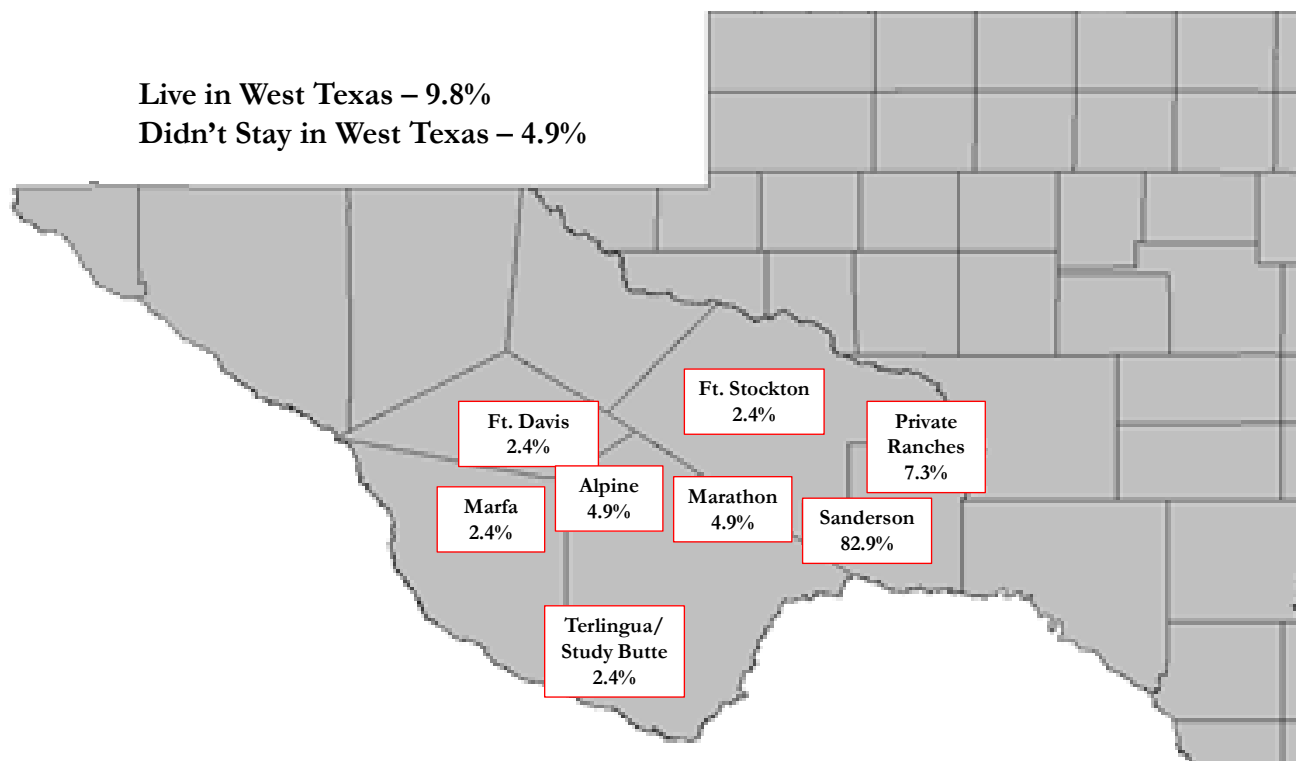 Live in West Texas – 9.8%
Didn’t Stay in West Texas – 4.9%
Ft. Stockton
2.4%
Ft. Davis
2.4%
Private
Ranches
7.3%
Alpine
4.9%
Marathon
4.9%
Marfa
2.4%
Sanderson
82.9%
Terlingua/
Study Butte
2.4%